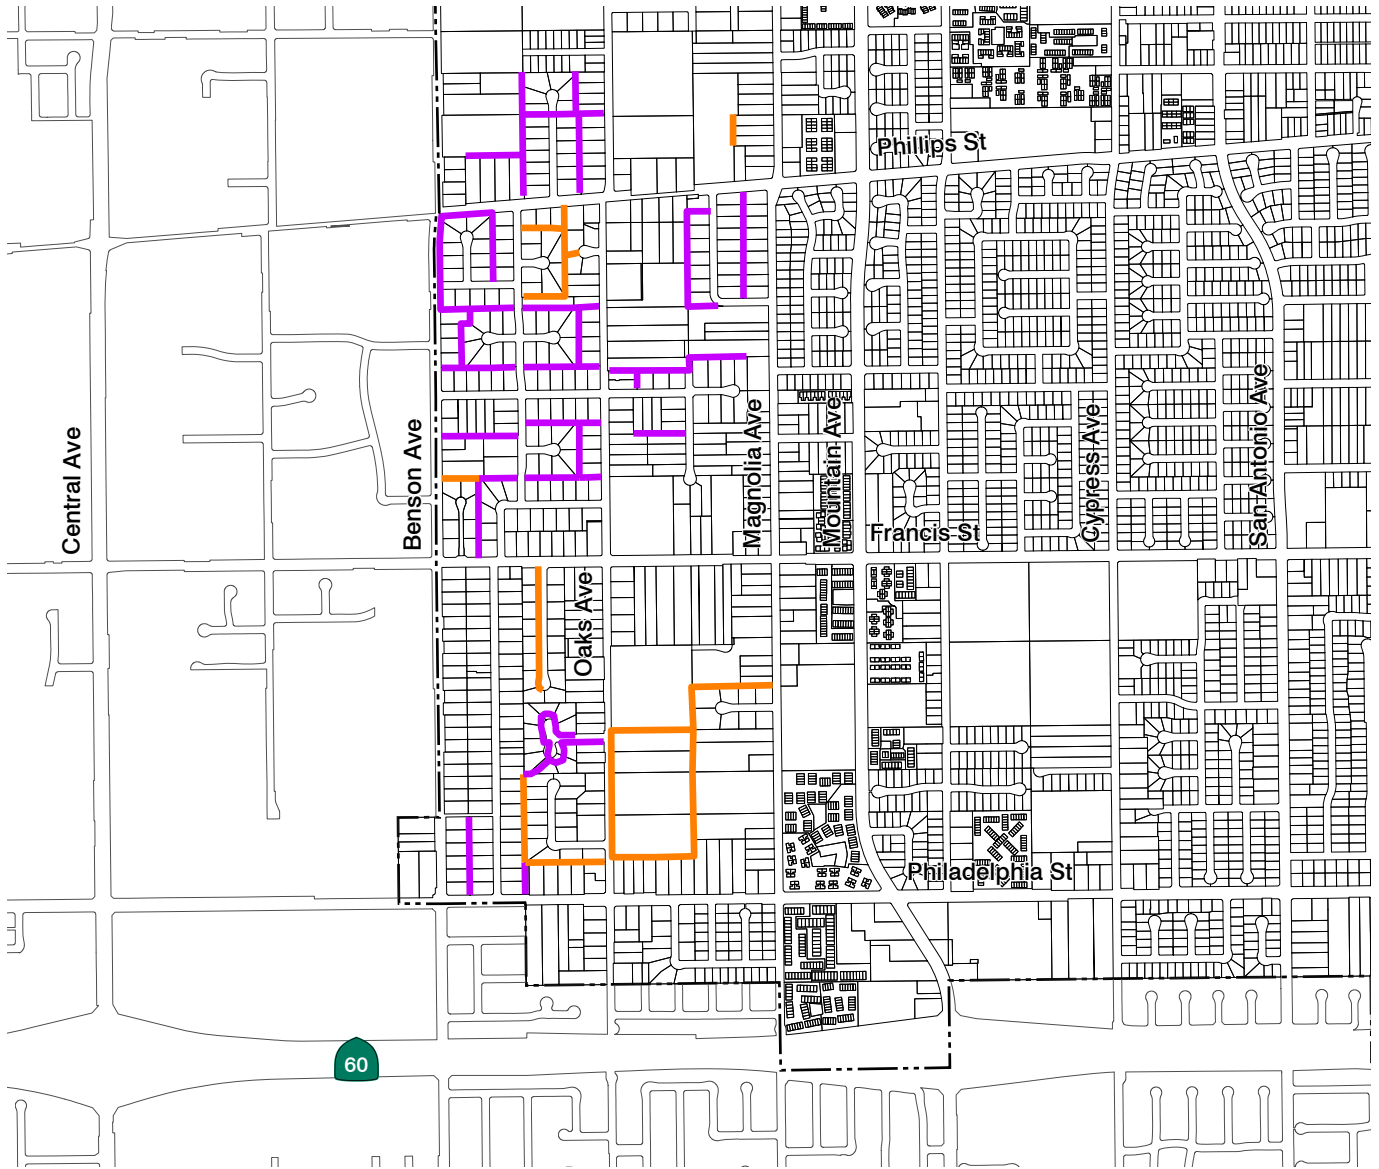 Phillips St
Central Ave
Benson Ave
Magnolia Ave
Mountain Ave
Cypress Ave
San Antonio Ave
Francis St
Oaks Ave
Philadelphia St
60